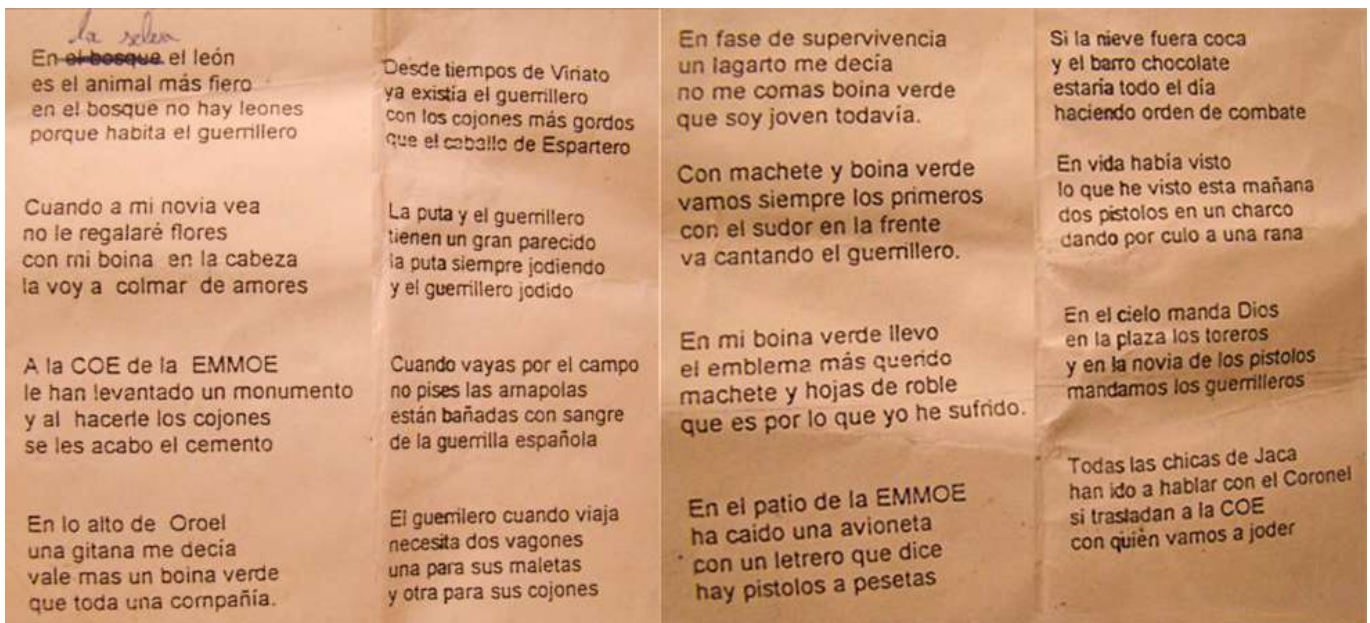 la selva
En el bosque el león
es el animal más fiero
en el bosque no hay leones
porque habita el guerrillero
Cuando a mi novia vea
no le regalaré flores
con mi boina en la cabeza
la voy a colmar de amores
A la COE de la EMMOE
le han levantado un monumento
y al hacerle los cojones
se les acabo el cemento
En lo alto de Oroel
una gitana me decía
vale mas un boina verde
que toda una compañía.
Desde tiempos de Viriato
ya existía el guerrillero
con los cojones más gordos
que el caballo de Espartero
La puta y el guerrillero
tienen un gran parecido
la puta siempre jodiendo
y el guerrillero jodido
Cuando vayas por el campo
no pises las amapolas
están bañadas con sangre
de la guerrilla española
El guerrilero cuando viaja
necesita dos vagones
una para sus maletas
y otra para sus cojones
En fase de supervivencia
un lagarto me decía
no me comas boina verde
que soy joven todavía.
Con machete y boina verde
vamos siempre los primeros
con el sudor en la frente
va cantando el guerrillero.
En mi boina verde llevo
el emblema más querido
machete y hojas de roble
que es por lo que yo he sufrido.
En el patio de la EMMOE
ha caido una avioneta
con un letrero que dice
hay pistolos a pesetas
Si la nieve fuera coca
y el barro chocolate
estaría todo el día
haciendo orden de combate
En vida había visto
lo que he visto esta mañana
dos pistolos en un charco
dando por culo a una rana
En el cielo manda Dios
en la plaza los toreros
y en la novia de los pistolos
mandamos los guerrilleros
Todas las chicas de Jaca
han ido a hablar con el Coronel
si trasladan a la COE
con quién vamos a joder